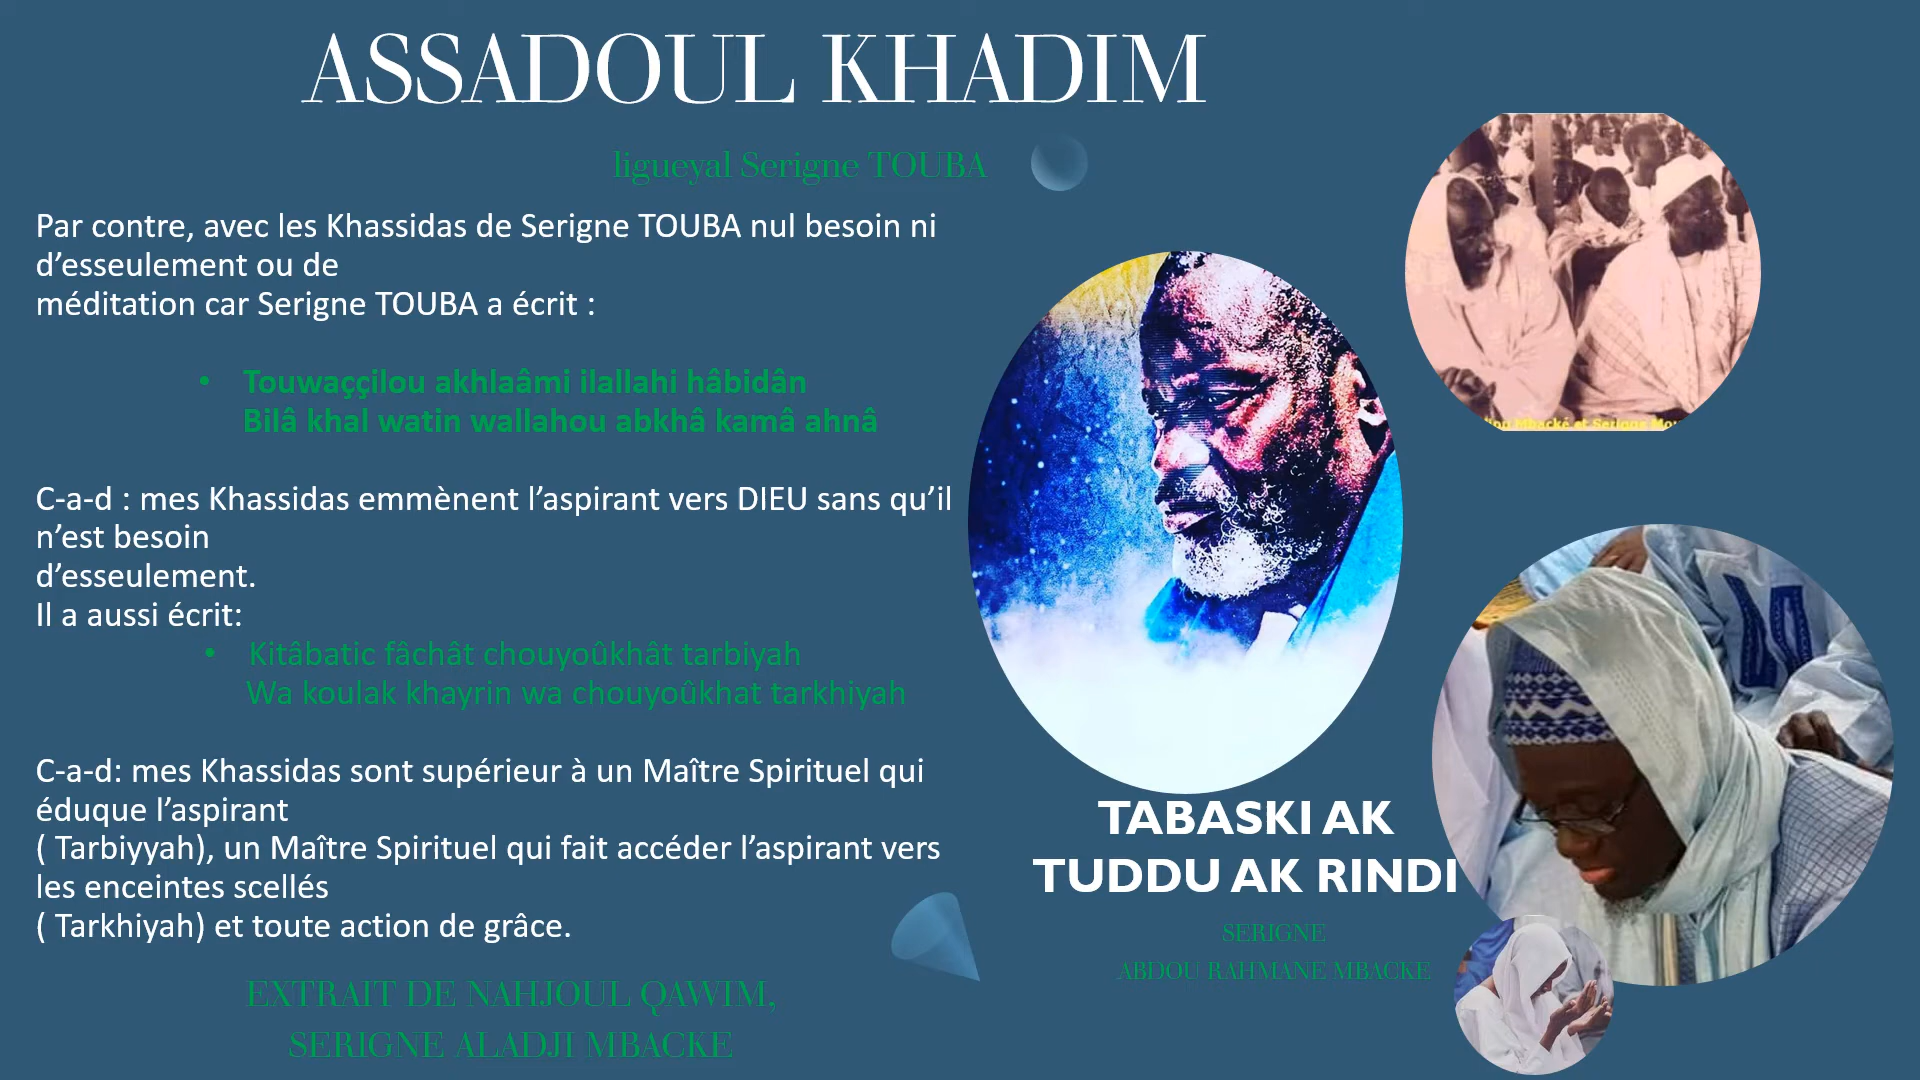 ASSADOUL KHADIM
ligueyal Serigne TOUBA
Par contre, avec les Khassidas de Serigne TOUBA nul besoin ni
d’esseulement ou de
méditation car Serigne TOUBA a écrit :
• Touwaççilou akhlaâmi ilallahi hâbidân
Bilâ khal watin wallahou abkhâ kamâ ahnâ
C-a-d : mes Khassidas emmènent l’aspirant vers DIEU sans qu’il
n’est besoin
d’esseulement.
Il a aussi écrit:
• Kitâbatic fâchât chouyoûkhât tarbiyah
Wa koulak khayrin wa chouyoûkhat tarkhiyah
C-a-d: mes Khassidas sont supérieur à un Maître Spirituel qui
éduque l’aspirant
( Tarbiyyah), un Maître Spirituel qui fait accéder l’aspirant vers
les enceintes scellés
( Tarkhiyah) et toute action de grâce.
EXTRAIT DE NAHJOUL QAWIM,
SERIGNE ALADJI MBACKE
Mbacké et Serigne
TABASKI AK
TUDDU AK RINDI
SERIGNE
ABDOU RAHMANE MBACKE